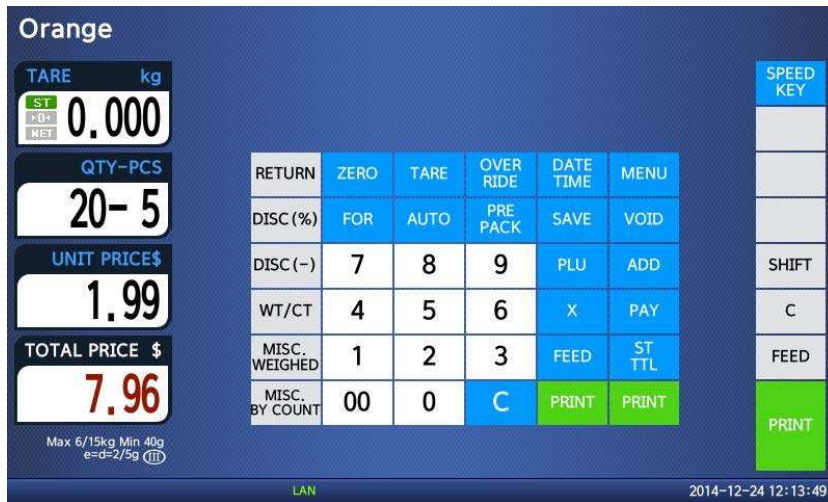 Orange
TARE kg
ST
→0←
NET
0.000
QTY-PCS
20- 5
UNIT PRICE$
1.99
TOTAL PRICE $
7.96
Max 6/15kg Min 40g
e=d=2/5g III
RETURN ZERO TARE OVER RIDE DATE TIME MENU
DISC(%) FOR AUTO PRE PACK SAVE VOID
DISC(-) 7 8 9 PLU ADD
WT/CT 4 5 6 X PAY
MISC. WEIGHED 1 2 3 FEED ST TTL
MISC. BY COUNT 00 0 C PRINT PRINT
SPEED
KEY
SHIFT
C
FEED
PRINT
LAN
2014-12-24 12:13:49